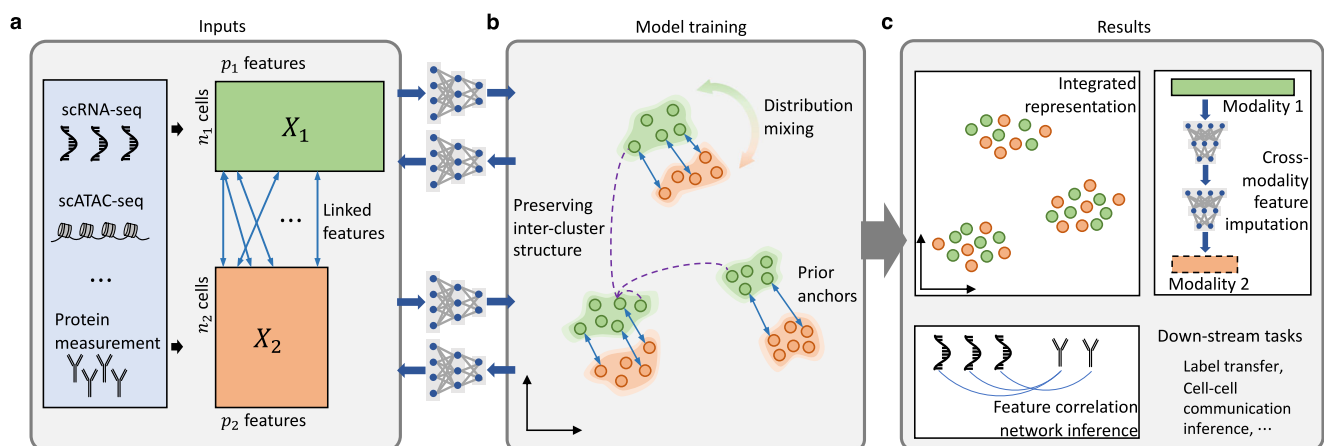 a
Inputs
scRNA-seq
scATAC-seq
...
Protein
measurement
p₁ features
n₁ cells
X₁
...
Linked
features
n₂ cells
X₂
p₂ features
b
Model training
Distribution
mixing
Preserving
inter-cluster
structure
Prior
anchors
c
Results
Integrated
representation
Modality 1
Cross-
modality
feature
imputation
Modality 2
Feature correlation
network inference
Down-stream tasks
Label transfer,
Cell-cell
communication
inference, ...